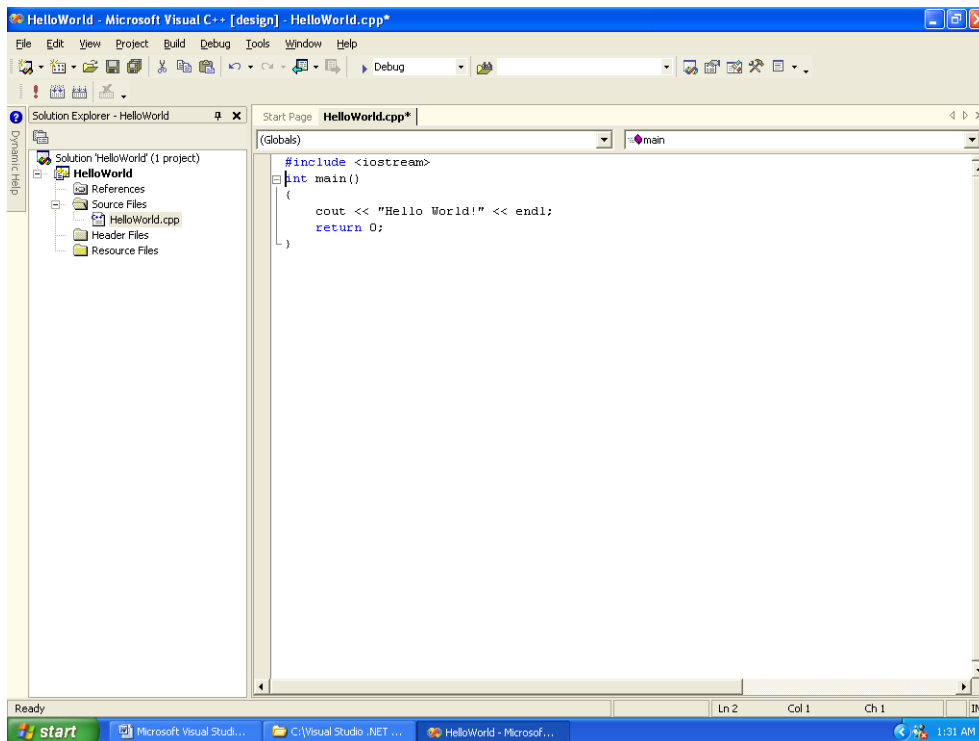 HelloWorld - Microsoft Visual C++ [design] - HelloWorld.cpp*
File Edit View Project Build Debug Tools Window Help
Debug
Solution Explorer - HelloWorld
Start Page HelloWorld.cpp*
Dynamic Help
(Globals) main
Solution 'HelloWorld' (1 project)
HelloWorld
References
Source Files
HelloWorld.cpp
Header Files
Resource Files
#include <iostream>
int main()
{
cout << "Hello World!" << endl;
return 0;
}
Ready Ln 2 Col 1 Ch 1
start Microsoft Visual Studi... C:\Visual Studio .NET ... HelloWorld - Microsof... 1:31 AM